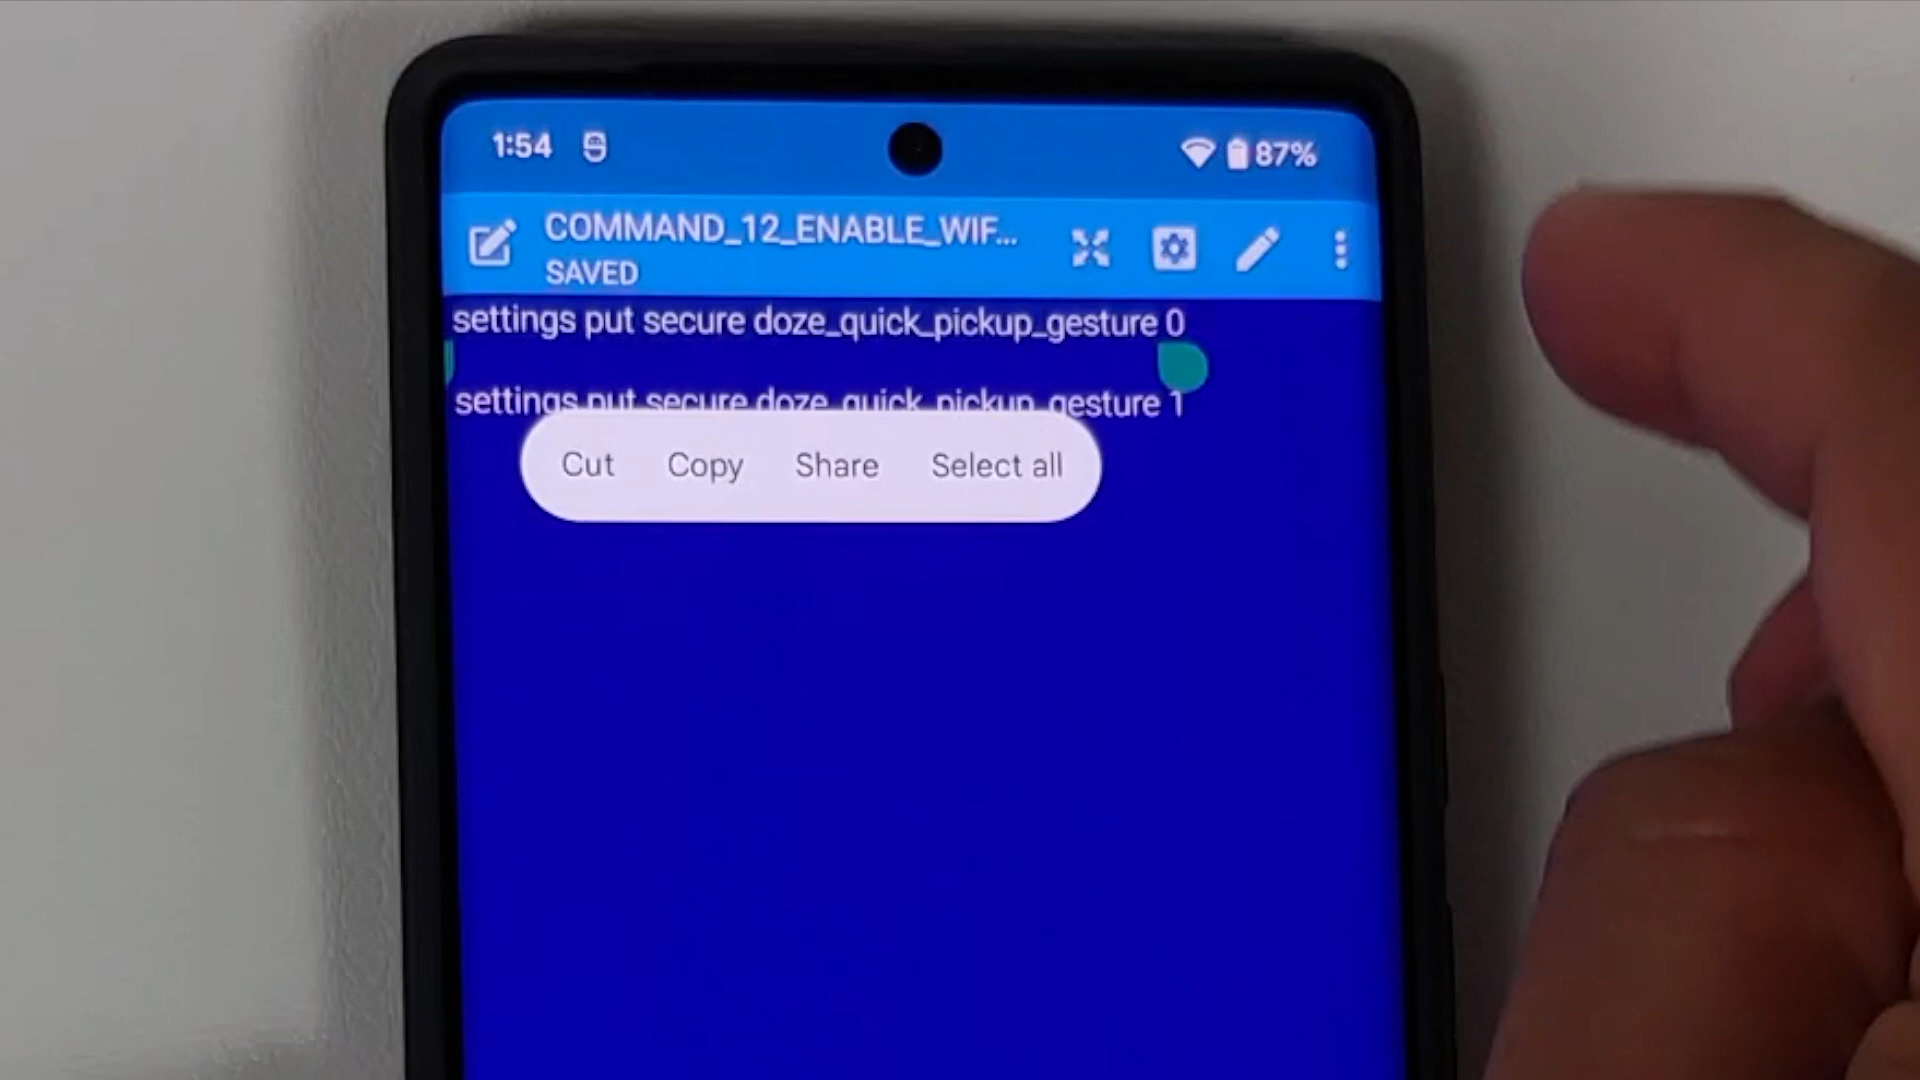 1:54
87%
COMMAND_12_ENABLE_WIF...
SAVED
settings put secure doze_quick_pickup_gesture 0
settings put secure doze_quick_pickup_gesture 1
Cut Copy Share Select all